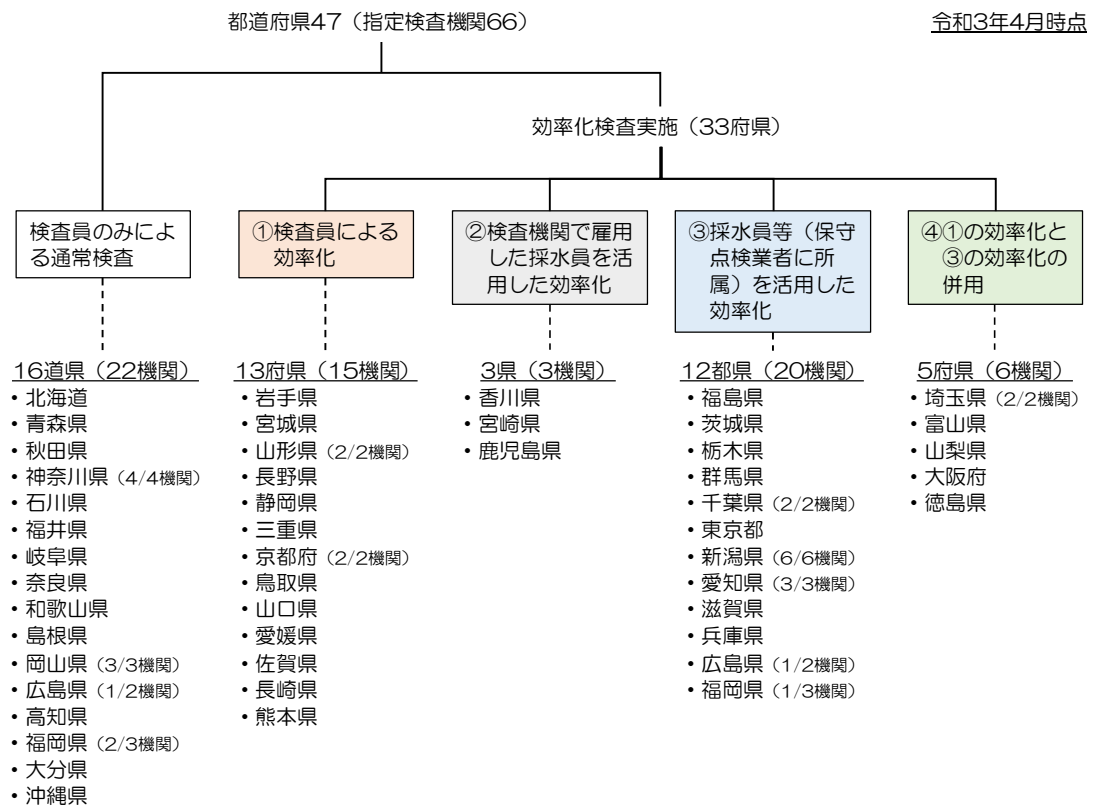 都道府県47（指定検査機関66）
令和3年4月時点
効率化検査実施（33府県）
検査員のみによ
る通常検査
①検査員による
効率化
②検査機関で雇用
した採水員を活
用した効率化
③採水員等（保守
点検業者に所
属）を活用した
効率化
④①の効率化と
③の効率化の
併用
16道県（22機関）
・北海道
・青森県
・秋田県
・神奈川県（4/4機関）
・石川県
・福井県
・岐阜県
・奈良県
・和歌山県
・島根県
・岡山県（3/3機関）
・広島県（1/2機関）
・高知県
・福岡県（2/3機関）
・大分県
・沖縄県
13府県（15機関）
・岩手県
・宮城県
・山形県（2/2機関）
・長野県
・静岡県
・三重県
・京都府（2/2機関）
・鳥取県
・山口県
・愛媛県
・佐賀県
・長崎県
・熊本県
3県（3機関）
・香川県
・宮崎県
・鹿児島県
12都県（20機関）
・福島県
・茨城県
・栃木県
・群馬県
・千葉県（2/2機関）
・東京都
・新潟県（6/6機関）
・愛知県（3/3機関）
・滋賀県
・兵庫県
・広島県（1/2機関）
・福岡県（1/3機関）
5府県（6機関）
・埼玉県（2/2機関）
・富山県
・山梨県
・大阪府
・徳島県